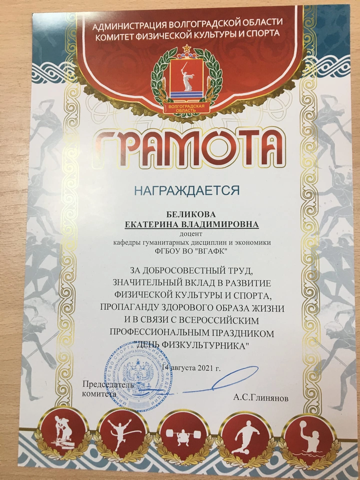 АДМИНИСТРАЦИЯ ВОЛГОГРАДСКОЙ ОБЛАСТИ
КОМИТЕТ ФИЗИЧЕСКОЙ КУЛЬТУРЫ И СПОРТА
ВОЛГОГРАДСКАЯ
ОБЛАСТЬ
ГРАМОТА
НАГРАЖДАЕТСЯ
БЕЛИКОВА
ЕКАТЕРИНА ВЛАДИМИРОВНА
доцент
кафедры гуманитарных дисциплин и экономики
ФГБОУ ВО "ВГАФК"
ЗА ДОБРОСОВЕСТНЫЙ ТРУД,
ЗНАЧИТЕЛЬНЫЙ ВКЛАД В РАЗВИТИЕ
ФИЗИЧЕСКОЙ КУЛЬТУРЫ И СПОРТА,
ПРОПАГАНДУ ЗДОРОВОГО ОБРАЗА ЖИЗНИ
И В СВЯЗИ С ВСЕРОССИЙСКИМ
ПРОФЕССИОНАЛЬНЫМ ПРАЗДНИКОМ
"ДЕНЬ ФИЗКУЛЬТУРНИКА"
14 августа 2021 г.
Председатель
комитета
А.С.Глинянов